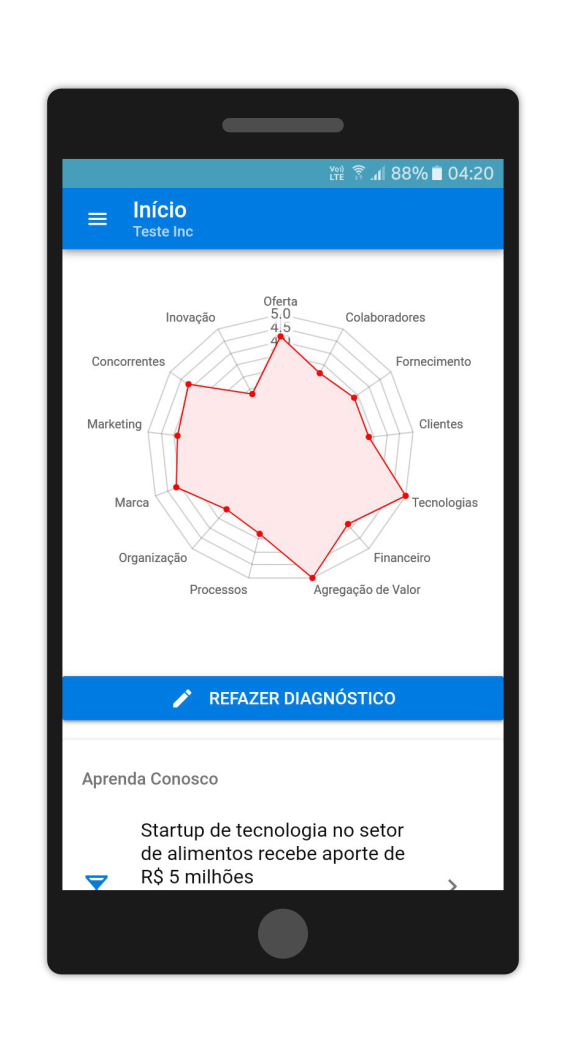 Vo))
LTE
88%
04:20
Início
Teste Inc
Oferta
5.0
4.5
Inovação
Colaboradores
Concorrentes
Fornecimento
Marketing
Clientes
Marca
Tecnologias
Organização
Financeiro
Processos
Agregação de Valor
REFAZER DIAGNÓSTICO
Aprenda Conosco
Startup de tecnologia no setor
de alimentos recebe aporte de
R$ 5 milhões